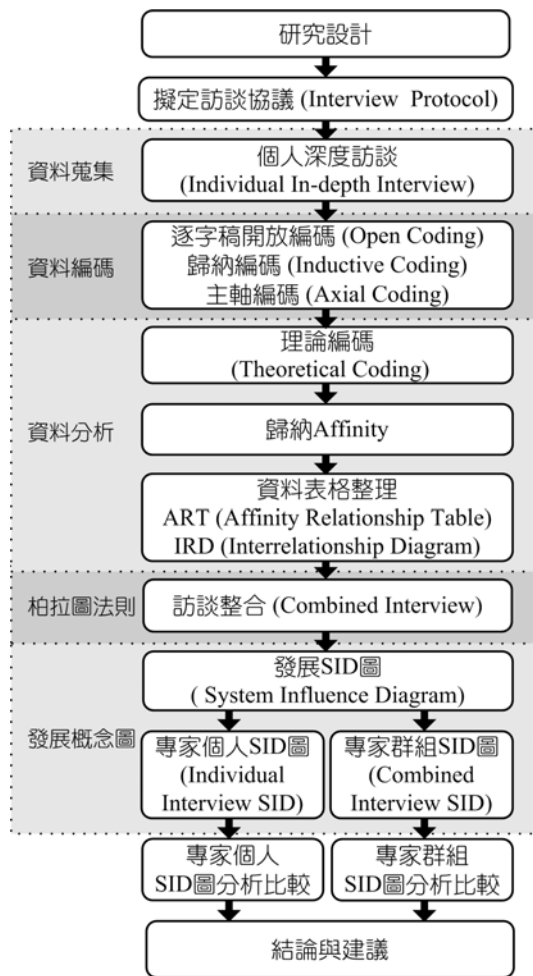 研究設計
擬定訪談協議 (Interview Protocol)
資料蒐集
個人深度訪談
(Individual In-depth Interview)
資料編碼
逐字稿開放編碼 (Open Coding)
歸納編碼 (Inductive Coding)
主軸編碼 (Axial Coding)
資料分析
理論編碼
(Theoretical Coding)
歸納Affinity
資料表格整理
ART (Affinity Relationship Table)
IRD (Interrelationship Diagram)
柏拉圖法則
訪談整合 (Combined Interview)
發展概念圖
發展SID圖
( System Influence Diagram)
專家個人SID圖
(Individual
Interview SID)
專家群組SID圖
(Combined
Interview SID)
專家個人
SID圖分析比較
專家群組
SID圖分析比較
結論與建議